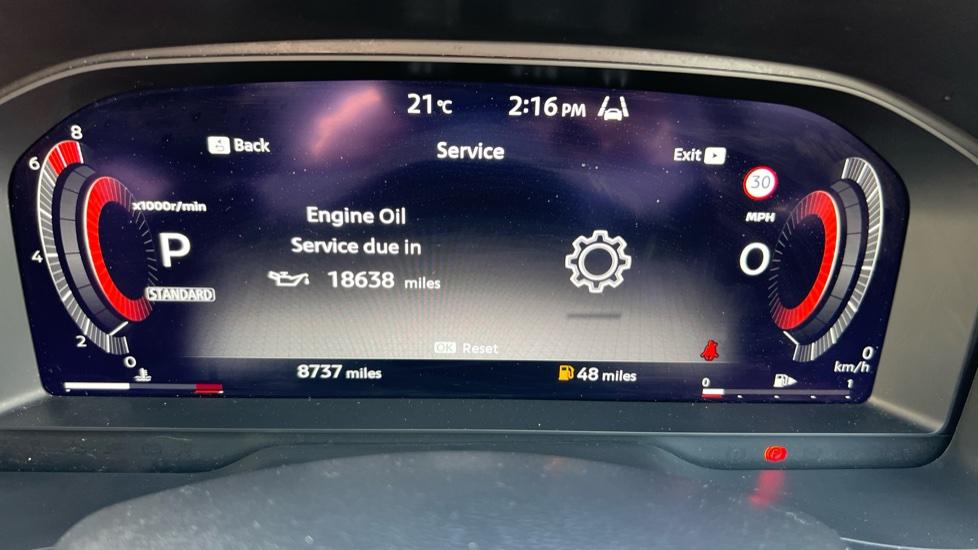 21°C
2:16 PM
Back
Service
Exit
8
6
4
2
0
x1000r/min
P
STANDARD
Engine Oil
Service due in
18638 miles
OK Reset
30
MPH
0
0
km/h
8737 miles
48 miles
0
1
P